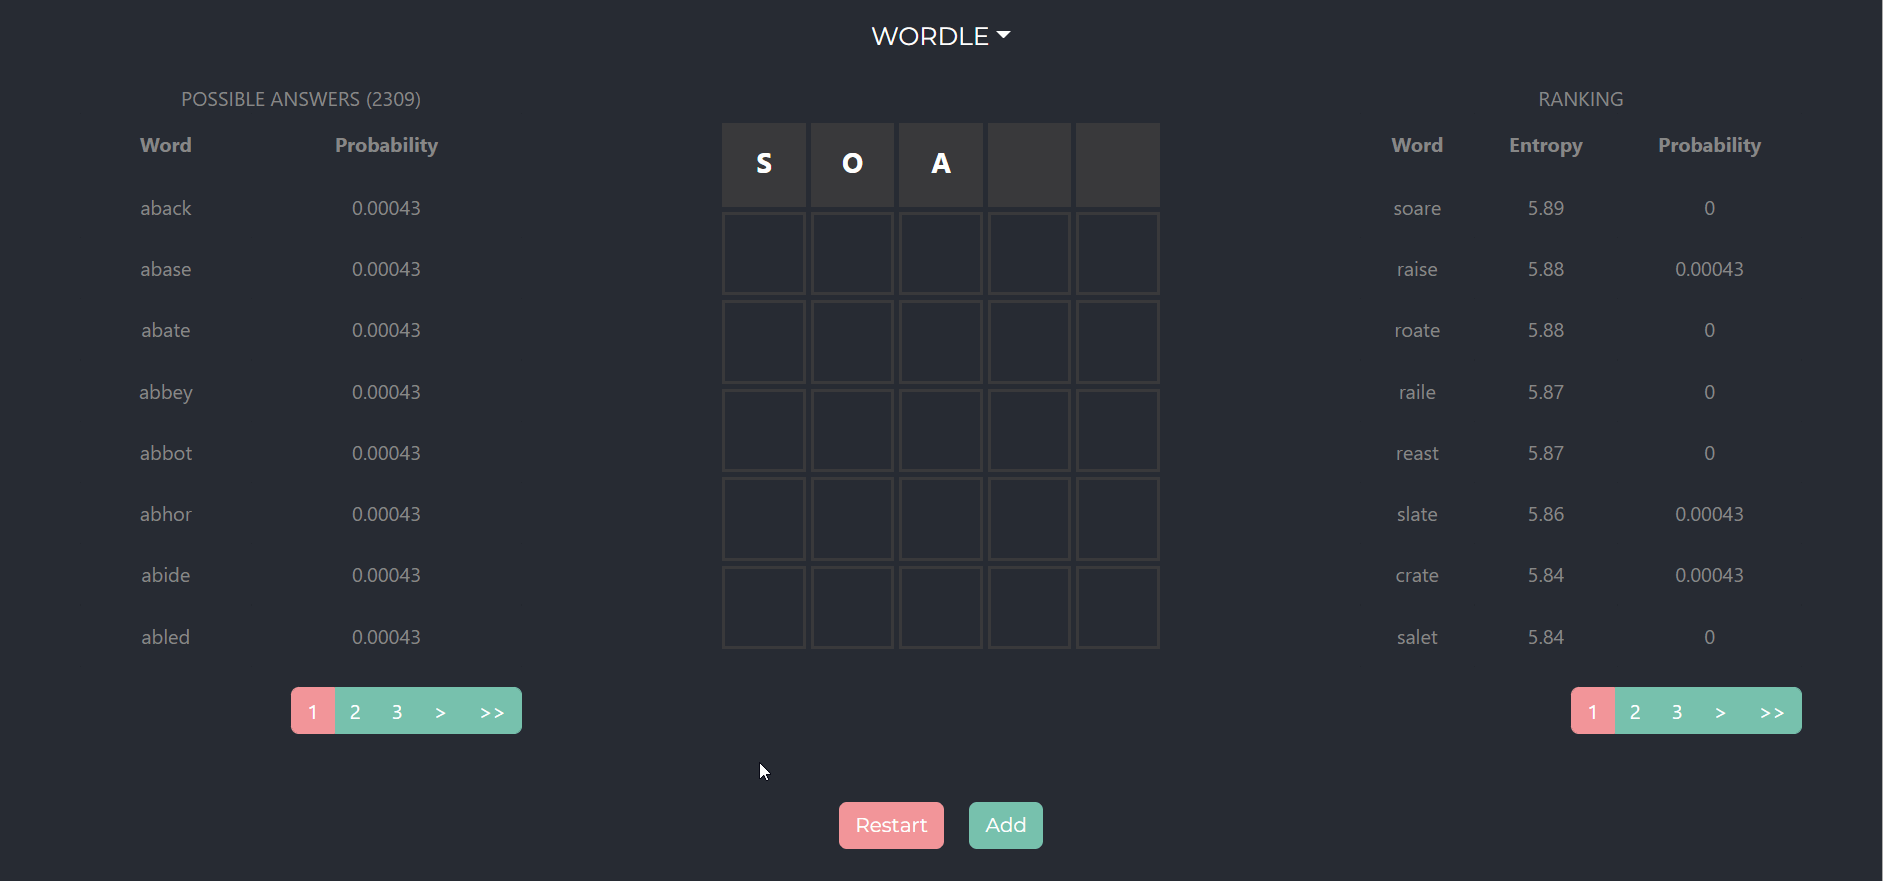 WORDLE
POSSIBLE ANSWERS (2309)
Word Probability
aback 0.00043
abase 0.00043
abate 0.00043
abbey 0.00043
abbot 0.00043
abhor 0.00043
abide 0.00043
abled 0.00043
1 2 3 > >>
S O A
RANKING
Word Entropy Probability
soare 5.89 0
raise 5.88 0.00043
roate 5.88 0
raile 5.87 0
reast 5.87 0
slate 5.86 0.00043
crate 5.84 0.00043
salet 5.84 0
1 2 3 > >>
Restart Add